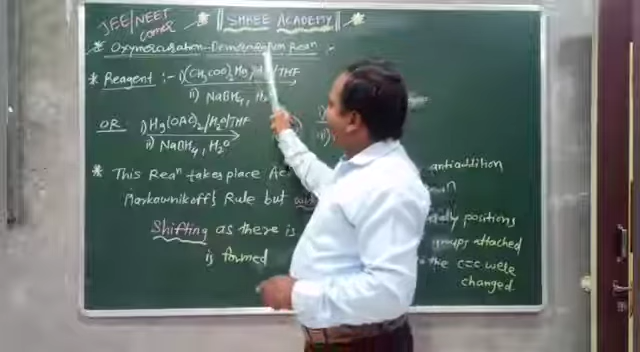 JEE/NEET
corner
SHREE ACADEMY
* Oxymercuration-Demercuration Rean :-
* Reagent :- i)(CH3COO)2Hg, /THF
ii) NaBH4,
OR i) Hg(OAc)2/H2O/THF
ii) NaBH4, H2O
* This Rean takes place antiaddition
Markawnikoff's Rule but
Shifting as there is positions
is formed groups attached
the C=C were
changed.